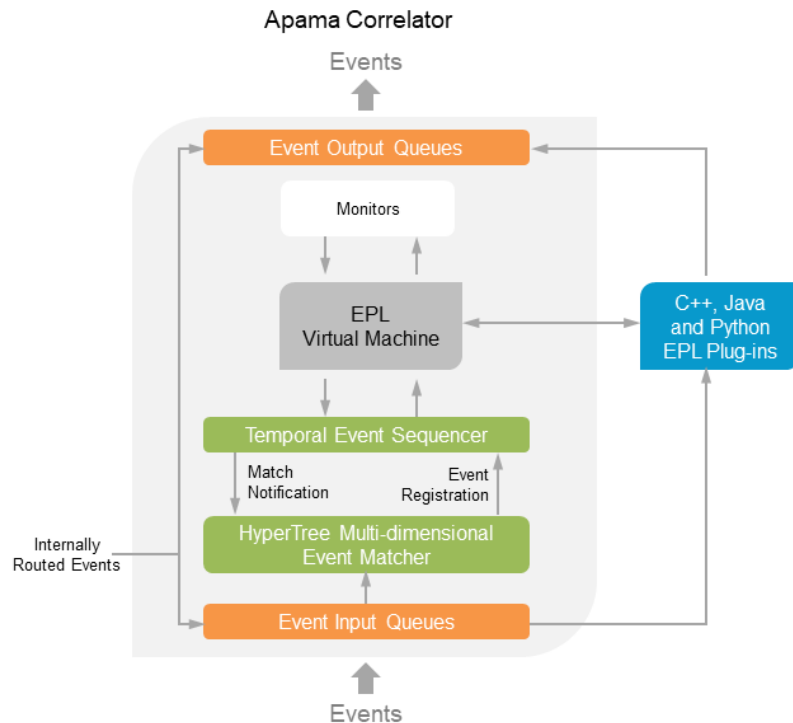 Apama Correlator
Events
Event Output Queues
Monitors
EPL
Virtual Machine
C++, Java
and Python
EPL Plug-ins
Temporal Event Sequencer
Match
Notification
Event
Registration
HyperTree Multi-dimensional
Event Matcher
Internally
Routed Events
Event Input Queues
Events